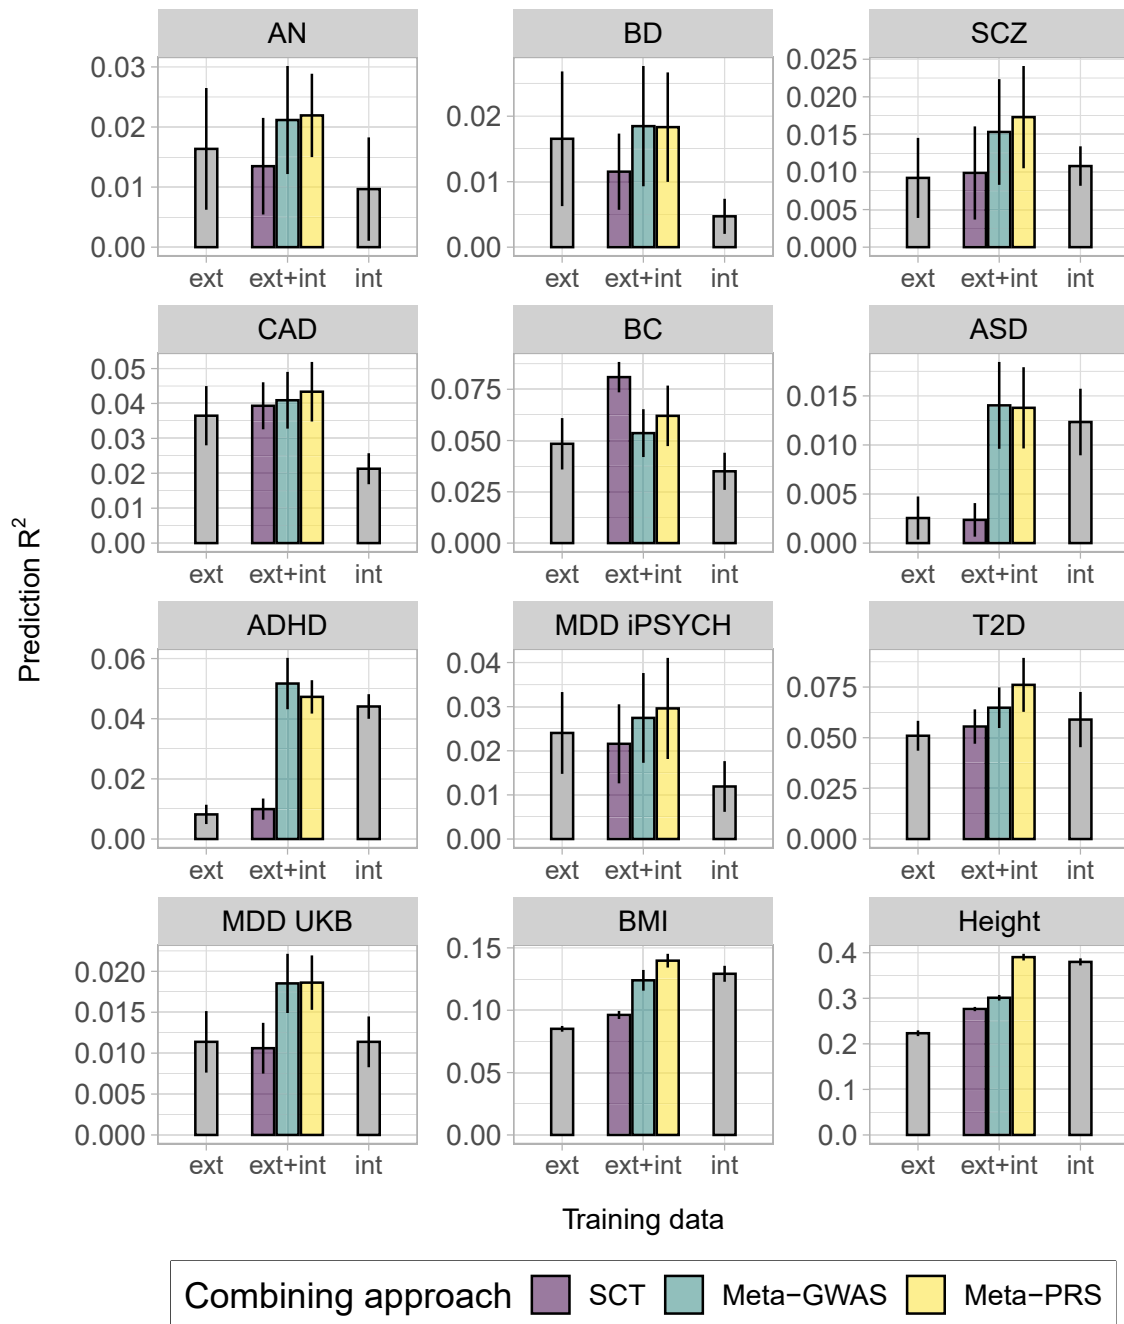 AN BD SCZ
0.03 0.02 0.01 0.00
0.02 0.01 0.00
0.025 0.020 0.015 0.010 0.005 0.000
ext ext+int int ext ext+int int ext ext+int int
CAD BC ASD
0.05 0.04 0.03 0.02 0.01 0.00
0.075 0.050 0.025 0.000
0.015 0.010 0.005 0.000
ext ext+int int ext ext+int int ext ext+int int
Prediction R²
ADHD MDD iPSYCH T2D
0.06 0.04 0.02 0.00
0.04 0.03 0.02 0.01 0.00
0.075 0.050 0.025 0.000
ext ext+int int ext ext+int int ext ext+int int
MDD UKB BMI Height
0.020 0.015 0.010 0.005 0.000
0.15 0.10 0.05 0.00
0.4 0.3 0.2 0.1 0.0
ext ext+int int ext ext+int int ext ext+int int
Training data
Combining approach SCT Meta−GWAS Meta−PRS